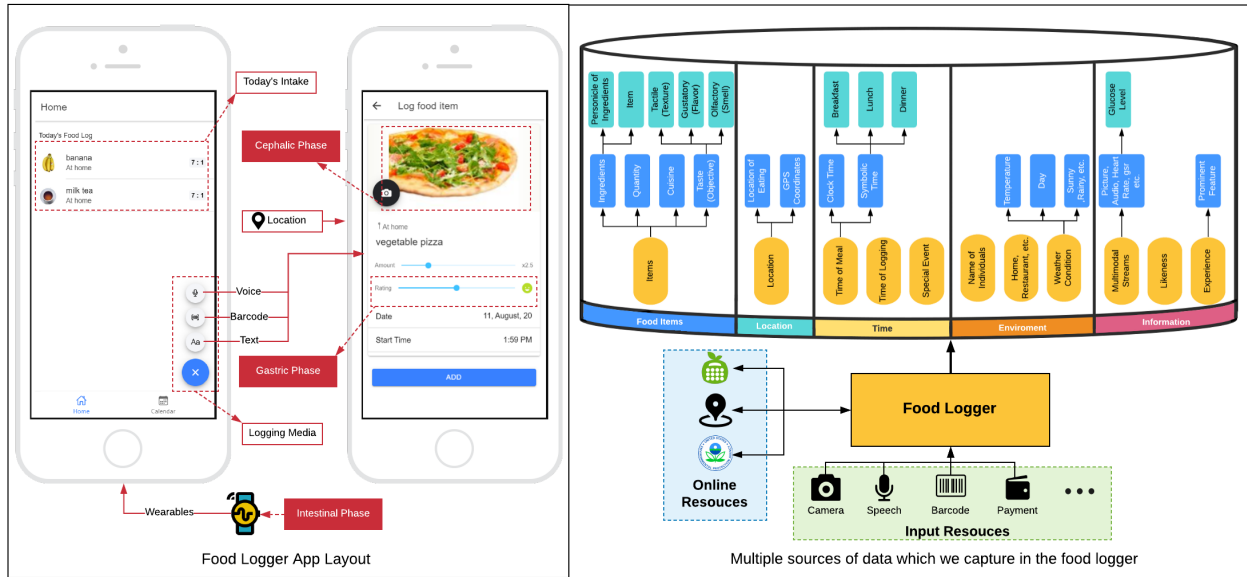 Home
Today's Food Log
banana
At home
7 : 1
milk tea
At home
7 : 1
Aa
×
Home
Calendar
Today's Intake
Cephalic Phase
Location
Voice
Barcode
Text
Gastric Phase
Logging Media
Wearables
Intestinal Phase
Log food item
At home
vegetable pizza
Amount
x2.5
Rating
Date
11, August, 20
Start Time
1:59 PM
ADD
Food Logger App Layout
Personicle of
Ingredients
Item
Tactile
(Texture)
Gustatory
(Flavor)
Olfactory
(Smell)
Breakfast
Lunch
Dinner
Glucose
Level
Ingredients
Quantity
Cuisine
Taste
(Objective)
Location of
Eating
GPS
Coordinates
Clock Time
Symbolic
Time
Temperature
Day
Sunny
,Rainy, etc.
Picture,
Audio, Heart
Rate, gsr
etc.
Promnent
Feature
Items
Location
Time of Meal
Time of Logging
Special Event
Name of
Individuals
Home,
Restaurant, etc.
Weather
Condition
Multimodal
Streams
Likeness
Experience
Food Items
Location
Time
Enviroment
Information
Online
Resouces
Food Logger
Camera
Speech
Barcode
Payment
Input Resouces
Multiple sources of data which we capture in the food logger